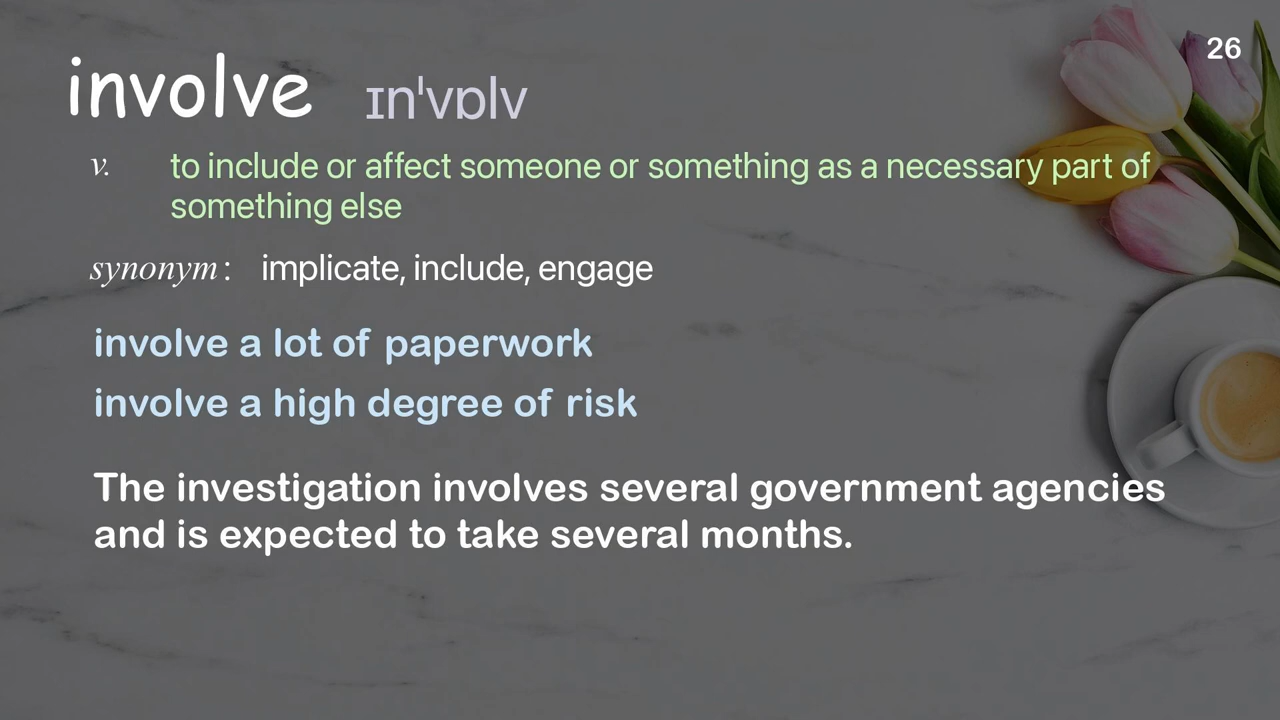 26
involve ɪnˈvɒlv
v. to include or affect someone or something as a necessary part of
something else
synonym : implicate, include, engage
involve a lot of paperwork
involve a high degree of risk
The investigation involves several government agencies
and is expected to take several months.